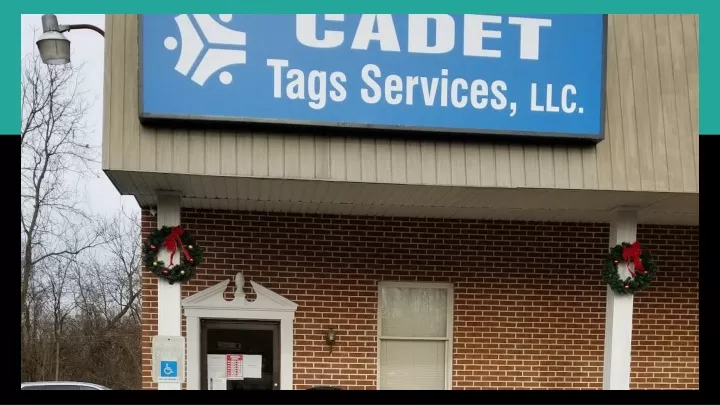 CADET
Tags Services, LLC.